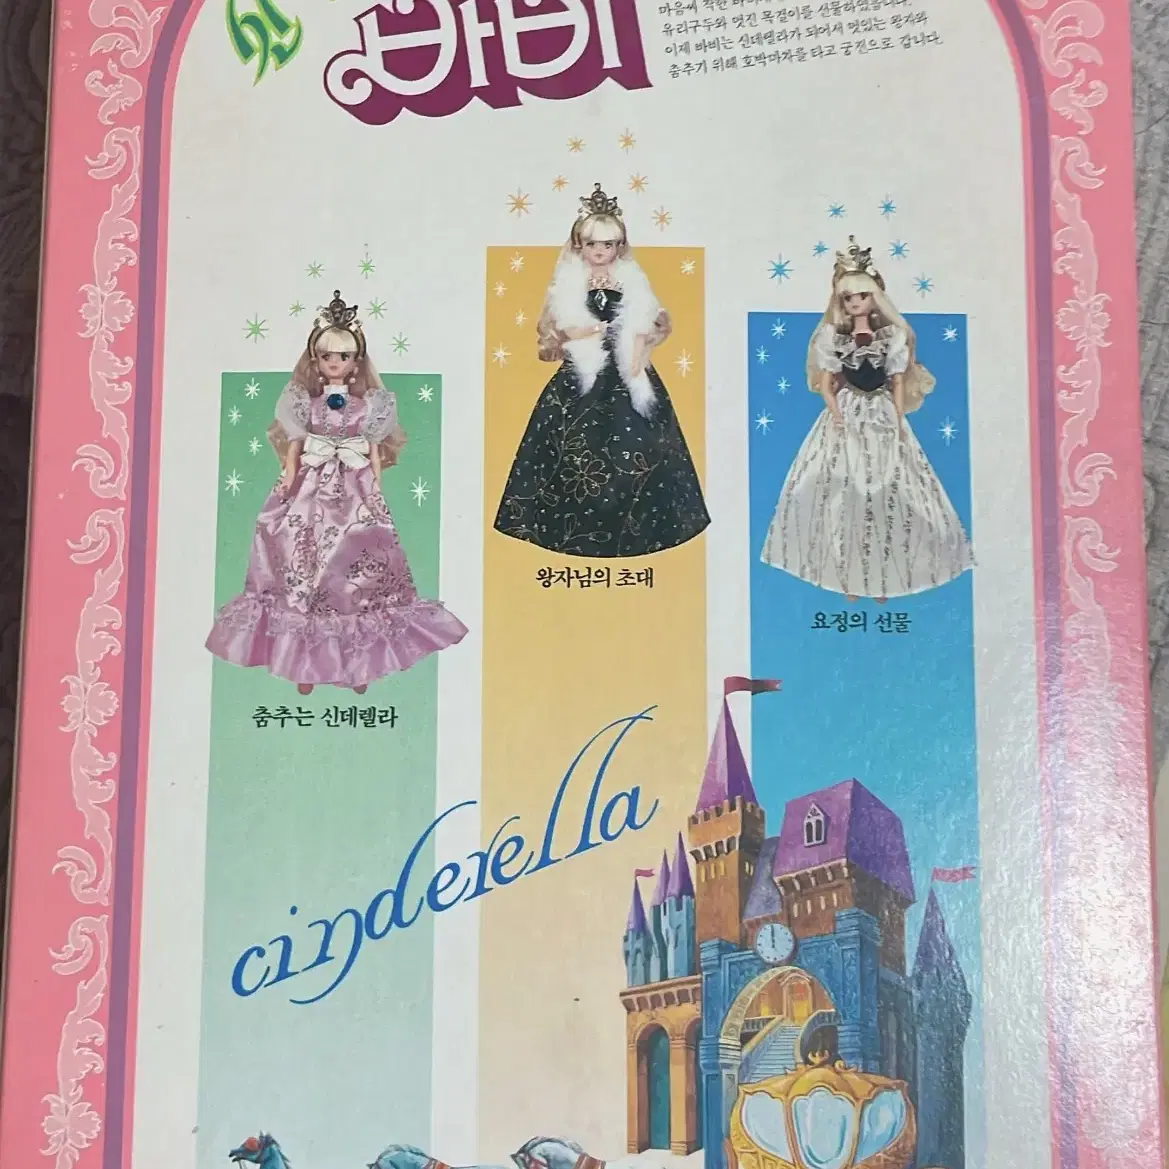 바비
마음씨 착한
유리구두와 멋진 목걸이를 선물하였습니다.
이제 바비는 신데렐라가 되어서 멋있는 왕자와
춤추기 위해 호박마차를 타고 궁전으로 갑니다.
왕자님의 초대
요정의 선물
춤추는 신데렐라
cinderella